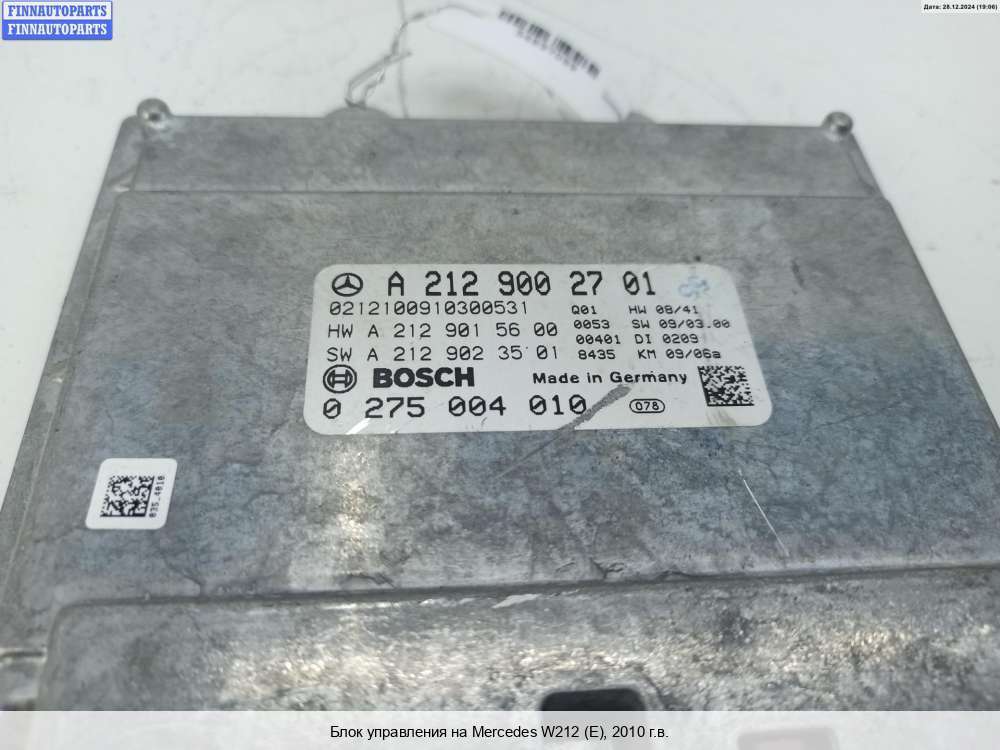 FINNAUTOPARTS
FINNAUTOPARTS
Дата: 28.12.2024 (19:06)
A 212 900 27 01
0212100910300531 Q01 HW 08/41
HW A 212 901 56 00 0053 SW 09/03.00
SW A 212 902 35 01 00401 DI 0209
8435 KM 09/06a
BOSCH Made in Germany
0 275 004 010 078
835.4010
Блок управления на Mercedes W212 (E), 2010 г.в.